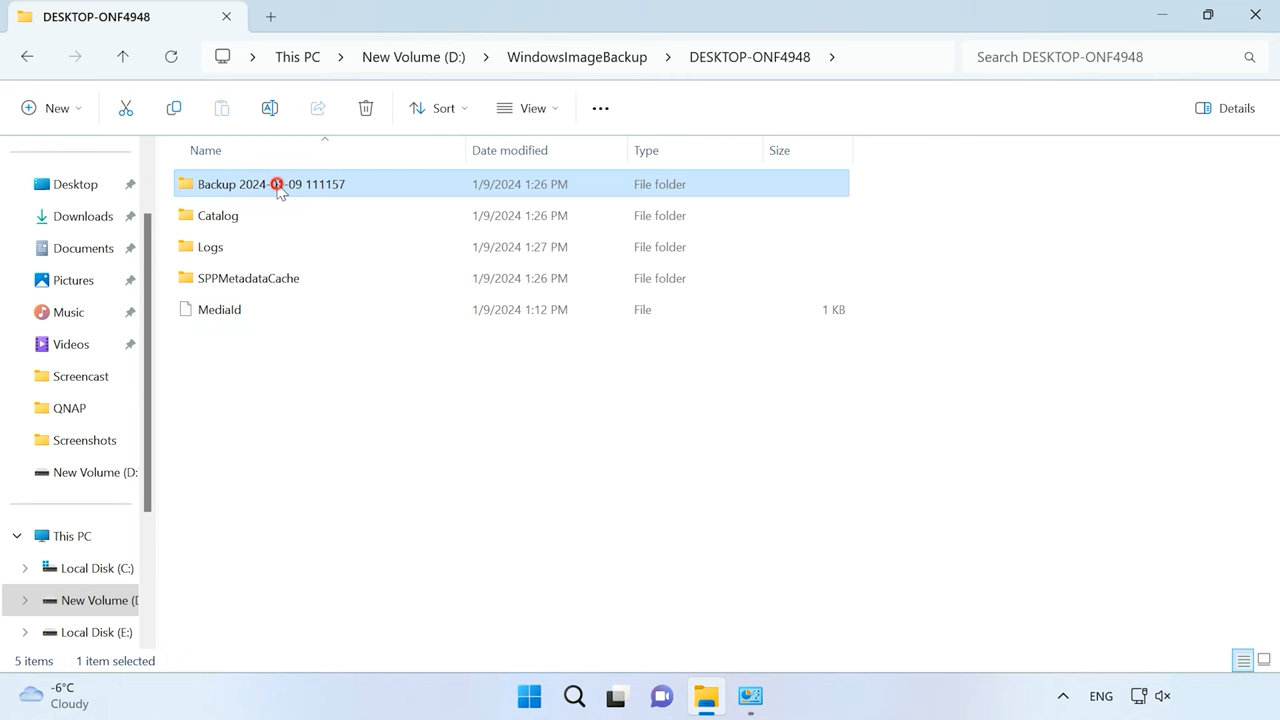 DESKTOP-ONF4948
This PC > New Volume (D:) > WindowsImageBackup > DESKTOP-ONF4948 >
Search DESKTOP-ONF4948
New Sort View ••• Details
Name Date modified Type Size
Backup 2024-01-09 111157 1/9/2024 1:26 PM File folder
Catalog 1/9/2024 1:26 PM File folder
Logs 1/9/2024 1:27 PM File folder
SPPMetadataCache 1/9/2024 1:26 PM File folder
MediaId 1/9/2024 1:12 PM File 1 KB
Desktop
Downloads
Documents
Pictures
Music
Videos
Screencast
QNAP
Screenshots
New Volume (D:
This PC
Local Disk (C:)
New Volume (D
Local Disk (E:)
5 items 1 item selected
-6°C
Cloudy
ENG